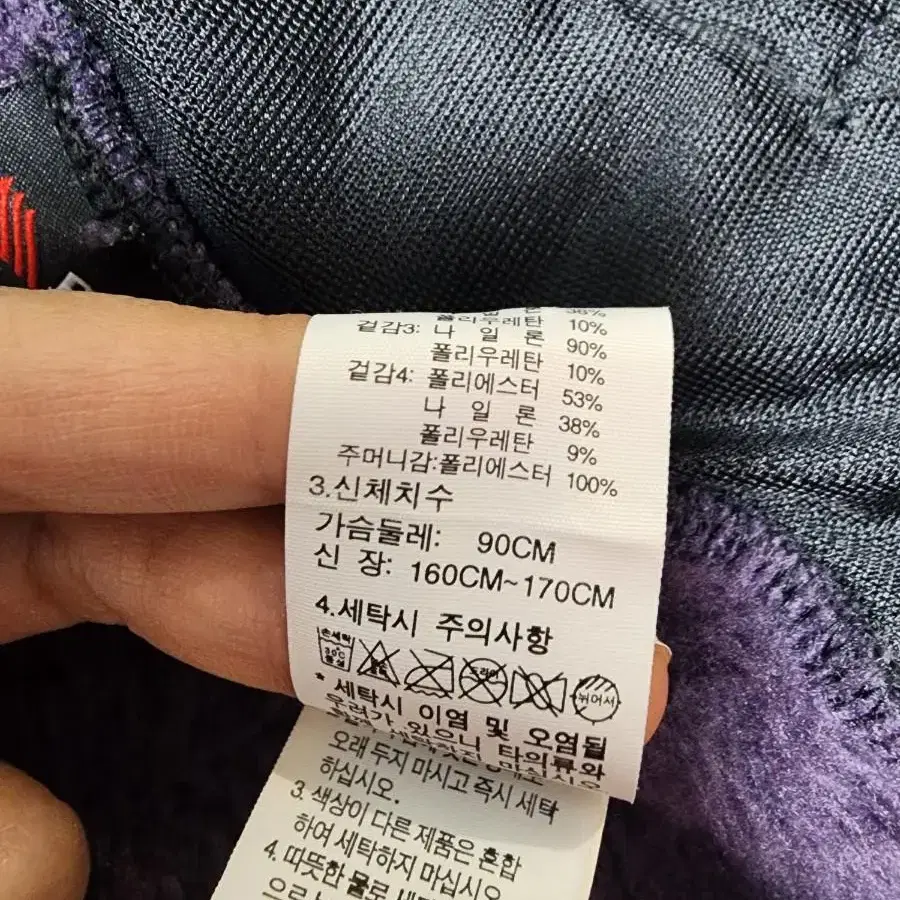 폴리우레탄 10%
겉감3: 나 일 론 90%
폴리우레탄 10%
겉감4: 폴리에스터 53%
나 일 론 38%
폴리우레탄 9%
주머니감:폴리에스터 100%
3.신체치수
가슴둘레: 90CM
신 장: 160CM~170CM
4.세탁시 주의사항
손세탁 30℃ 중성 드라이 뉘어서
* 세탁시 이염 및 오염될
우려가 있으니 타의류와
오래 두지 마시고 즉시 세탁
하십시오.
3. 색상이 다른 제품은 혼합
하여 세탁하지 마십시오
4. 따뜻한 물로 세탁